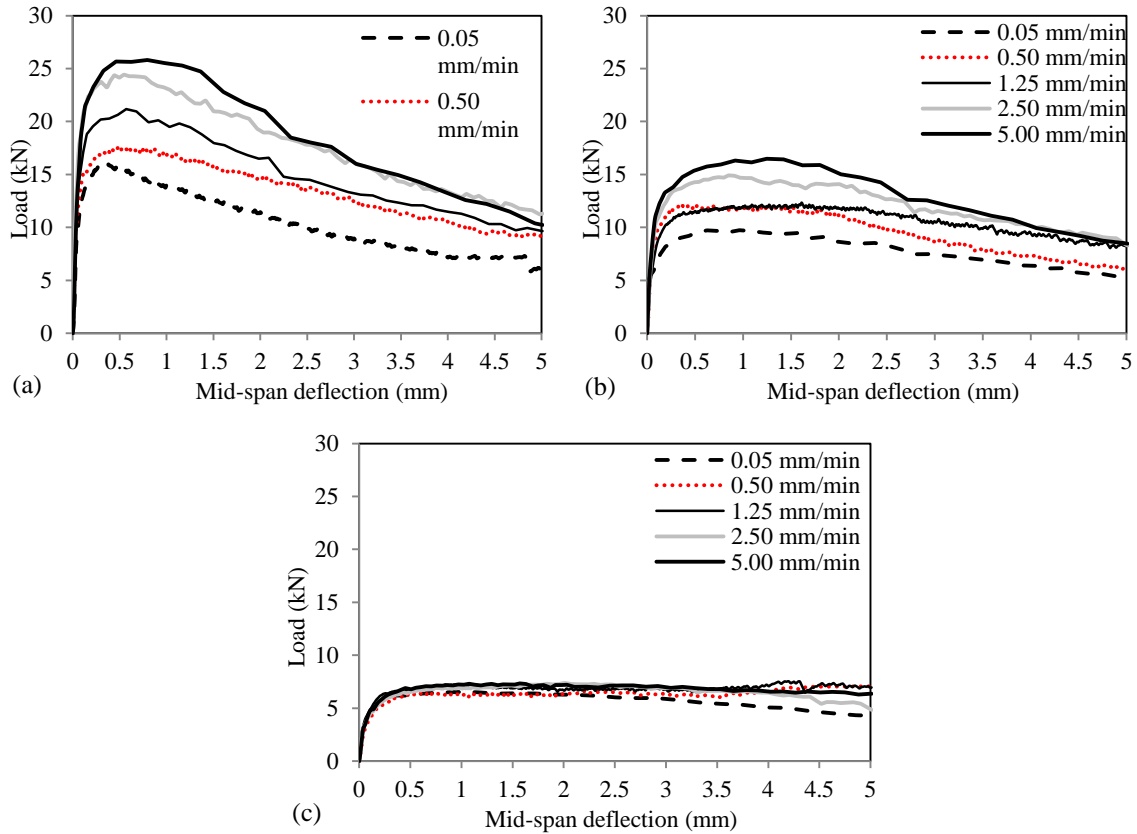 30
25
20
15
10
5
0
Load (kN)
0 0.5 1 1.5 2 2.5 3 3.5 4 4.5 5
Mid-span deflection (mm)
(a)
0.05
mm/min
0.50
mm/min
30
25
20
15
10
5
0
Load (kN)
0 0.5 1 1.5 2 2.5 3 3.5 4 4.5 5
Mid-span deflection (mm)
(b)
0.05 mm/min
0.50 mm/min
1.25 mm/min
2.50 mm/min
5.00 mm/min
30
25
20
15
10
5
0
Load (kN)
0 0.5 1 1.5 2 2.5 3 3.5 4 4.5 5
Mid-span deflection (mm)
(c)
0.05 mm/min
0.50 mm/min
1.25 mm/min
2.50 mm/min
5.00 mm/min